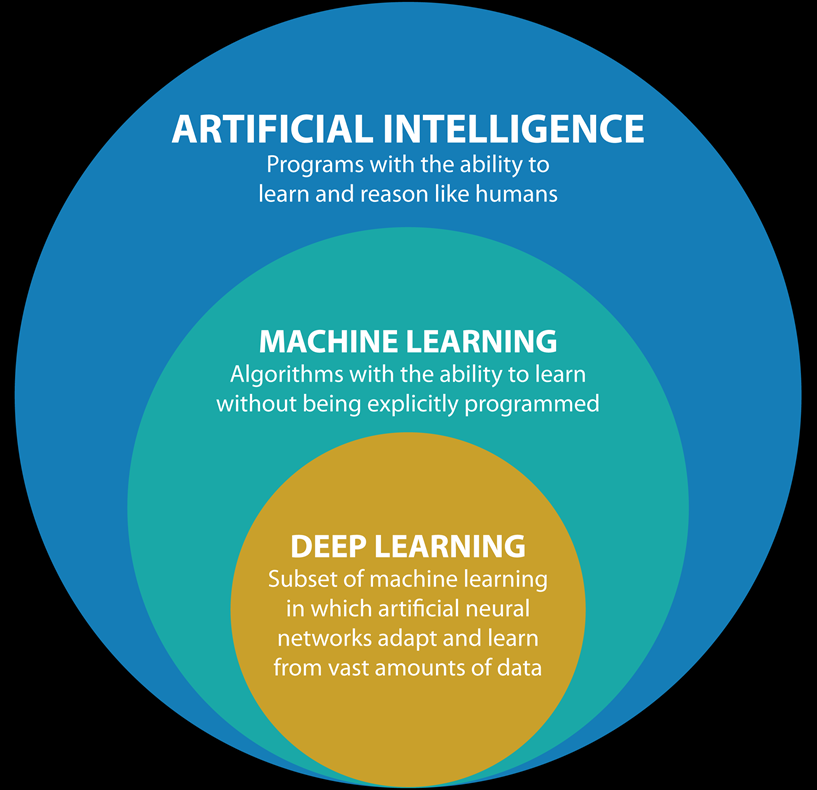 ARTIFICIAL INTELLIGENCE
Programs with the ability to
learn and reason like humans
MACHINE LEARNING
Algorithms with the ability to learn
without being explicitly programmed
DEEP LEARNING
Subset of machine learning
in which artificial neural
networks adapt and learn
from vast amounts of data